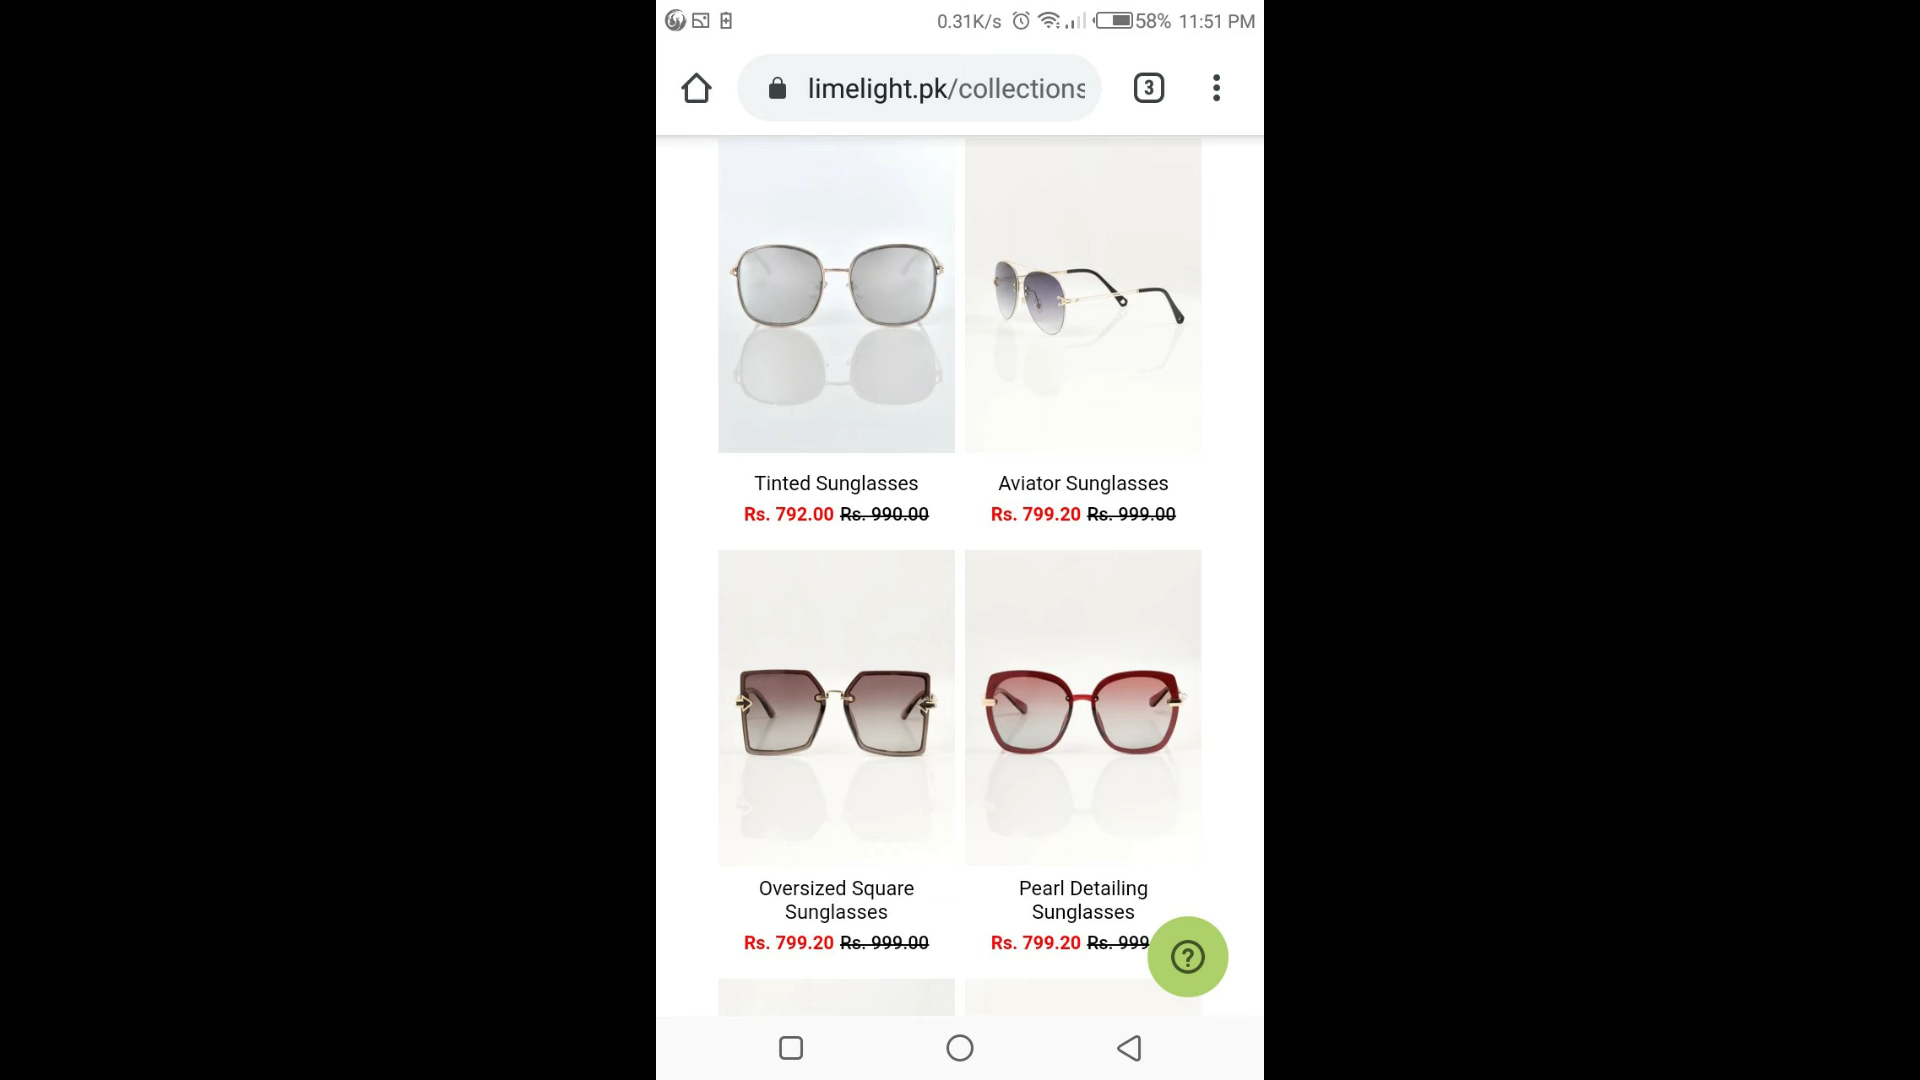 0.31K/s 58% 11:51 PM
limelight.pk/collections
3
Tinted Sunglasses
Rs. 792.00 Rs. 990.00
Aviator Sunglasses
Rs. 799.20 Rs. 999.00
Oversized Square
Sunglasses
Rs. 799.20 Rs. 999.00
Pearl Detailing
Sunglasses
Rs. 799.20 Rs. 999
?